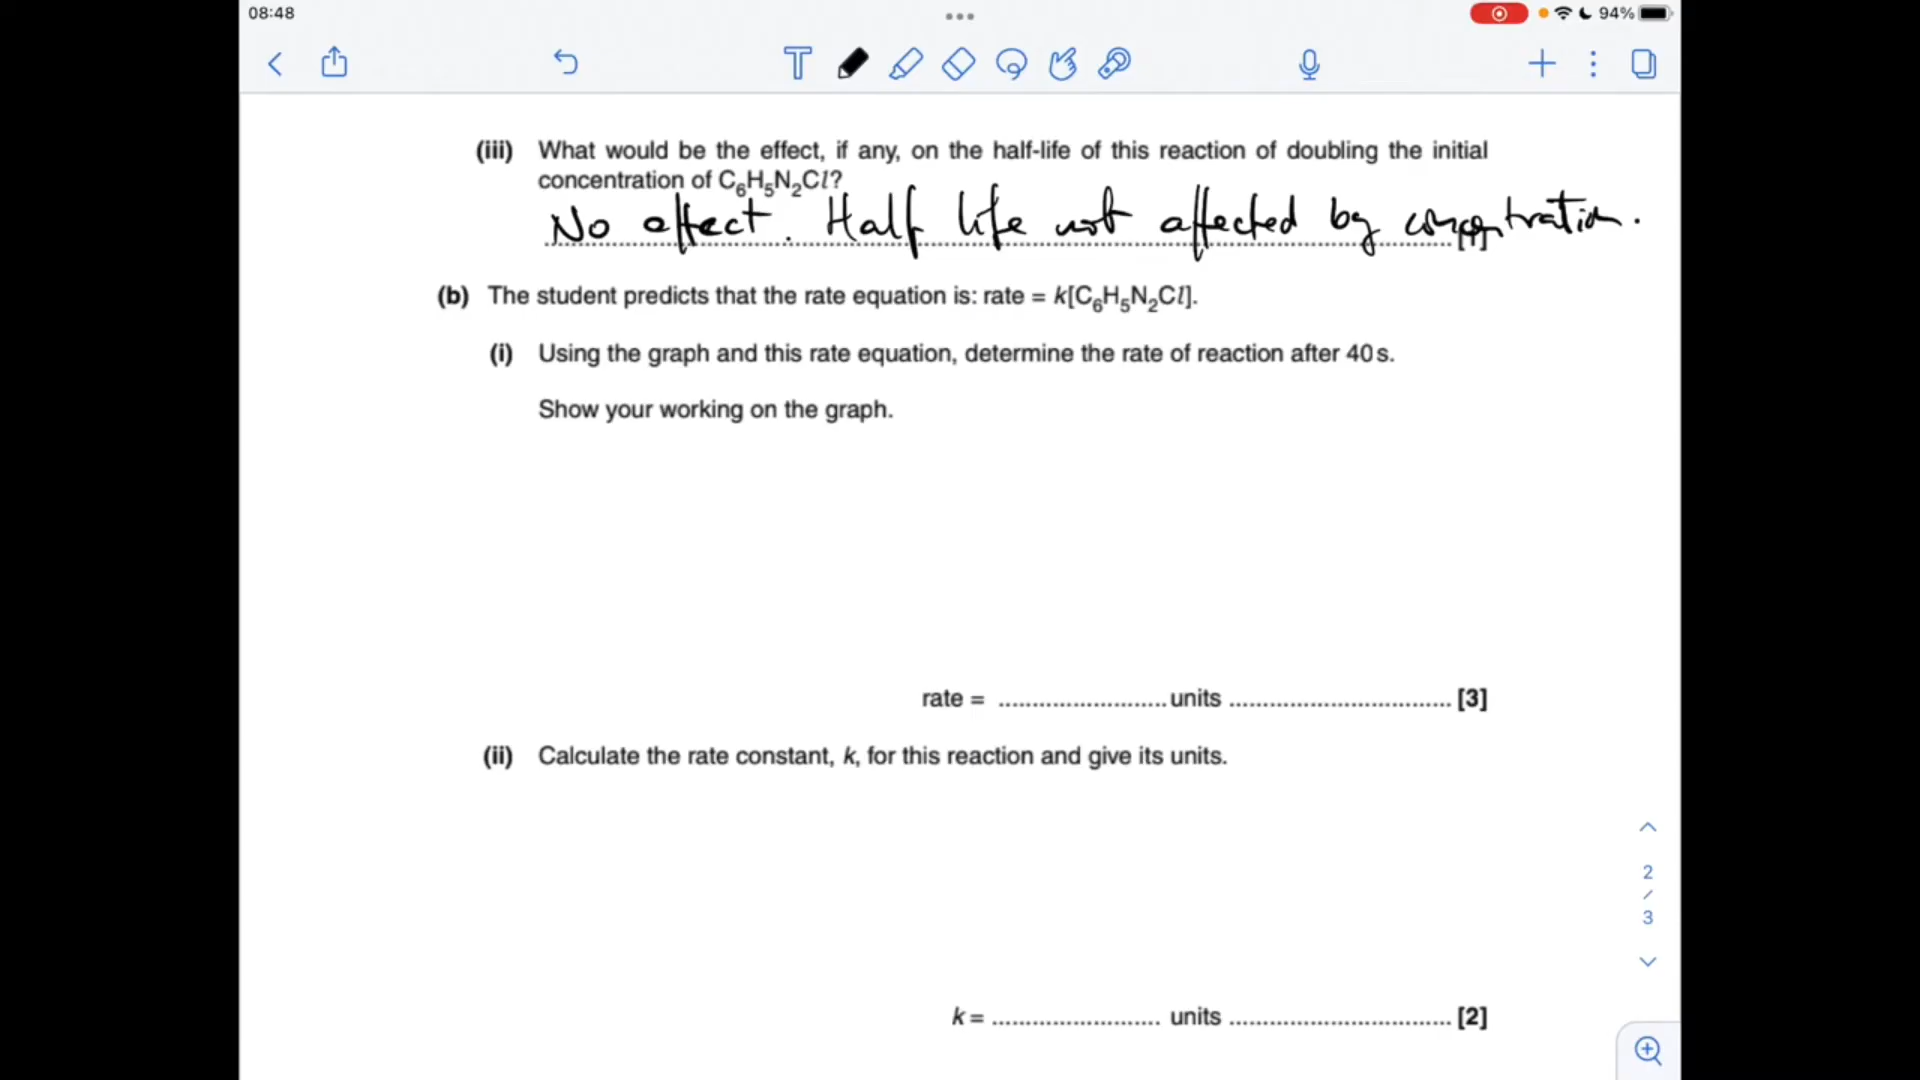 08:48
94%
(iii) What would be the effect, if any, on the half-life of this reaction of doubling the initial
concentration of C₆H₅N₂Cl?
No effect. Half life not affected by concentration.
[1]
(b) The student predicts that the rate equation is: rate = k[C₆H₅N₂Cl].
(i) Using the graph and this rate equation, determine the rate of reaction after 40 s.
Show your working on the graph.
rate = ......................... units ................................. [3]
(ii) Calculate the rate constant, k, for this reaction and give its units.
2
/
3
k = ......................... units ................................. [2]